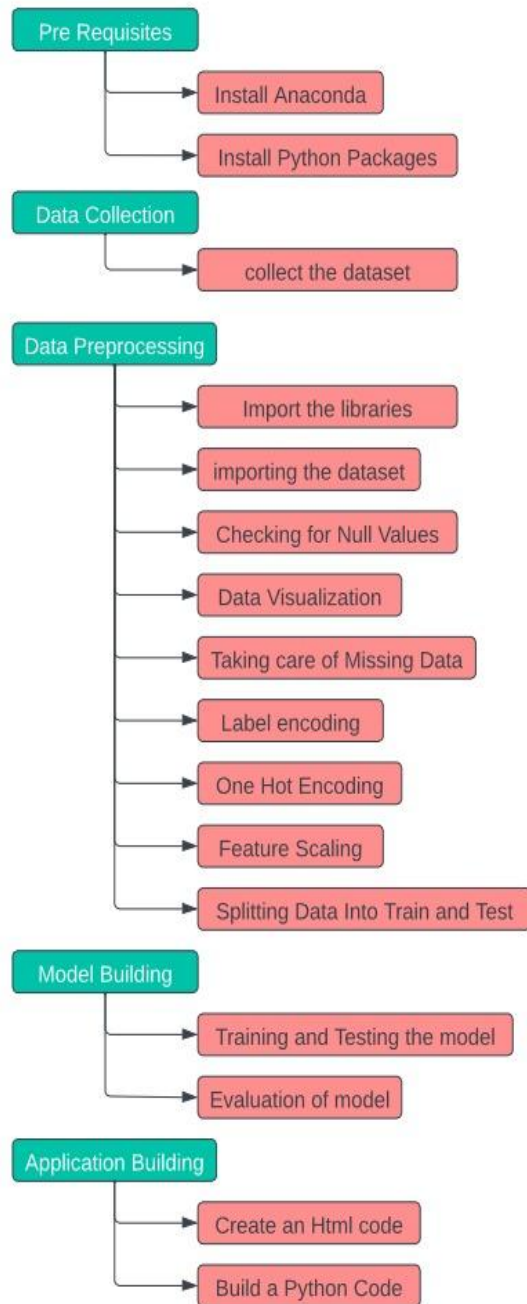 Pre Requisites
Install Anaconda
Install Python Packages
Data Collection
collect the dataset
Data Preprocessing
Import the libraries
importing the dataset
Checking for Null Values
Data Visualization
Taking care of Missing Data
Label encoding
One Hot Encoding
Feature Scaling
Splitting Data Into Train and Test
Model Building
Training and Testing the model
Evaluation of model
Application Building
Create an Html code
Build a Python Code